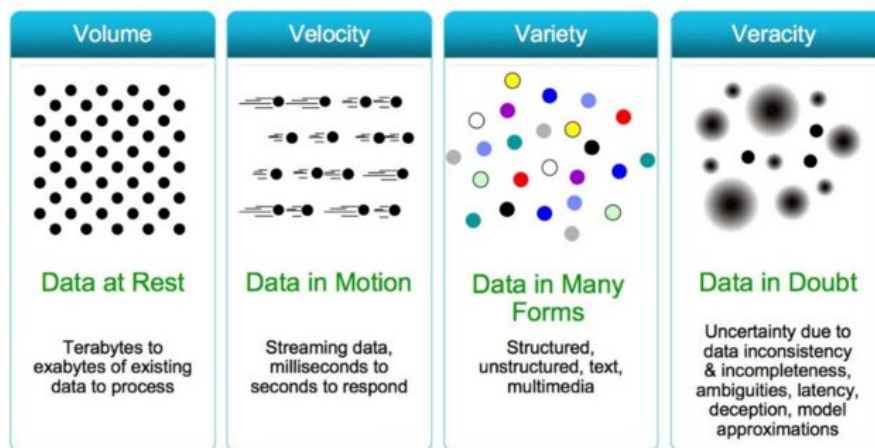 Volume
Data at Rest
Terabytes to
exabytes of existing
data to process
Velocity
Data in Motion
Streaming data,
milliseconds to
seconds to respond
Variety
Data in Many
Forms
Structured,
unstructured, text,
multimedia
Veracity
Data in Doubt
Uncertainty due to
data inconsistency
& incompleteness,
ambiguities, latency,
deception, model
approximations